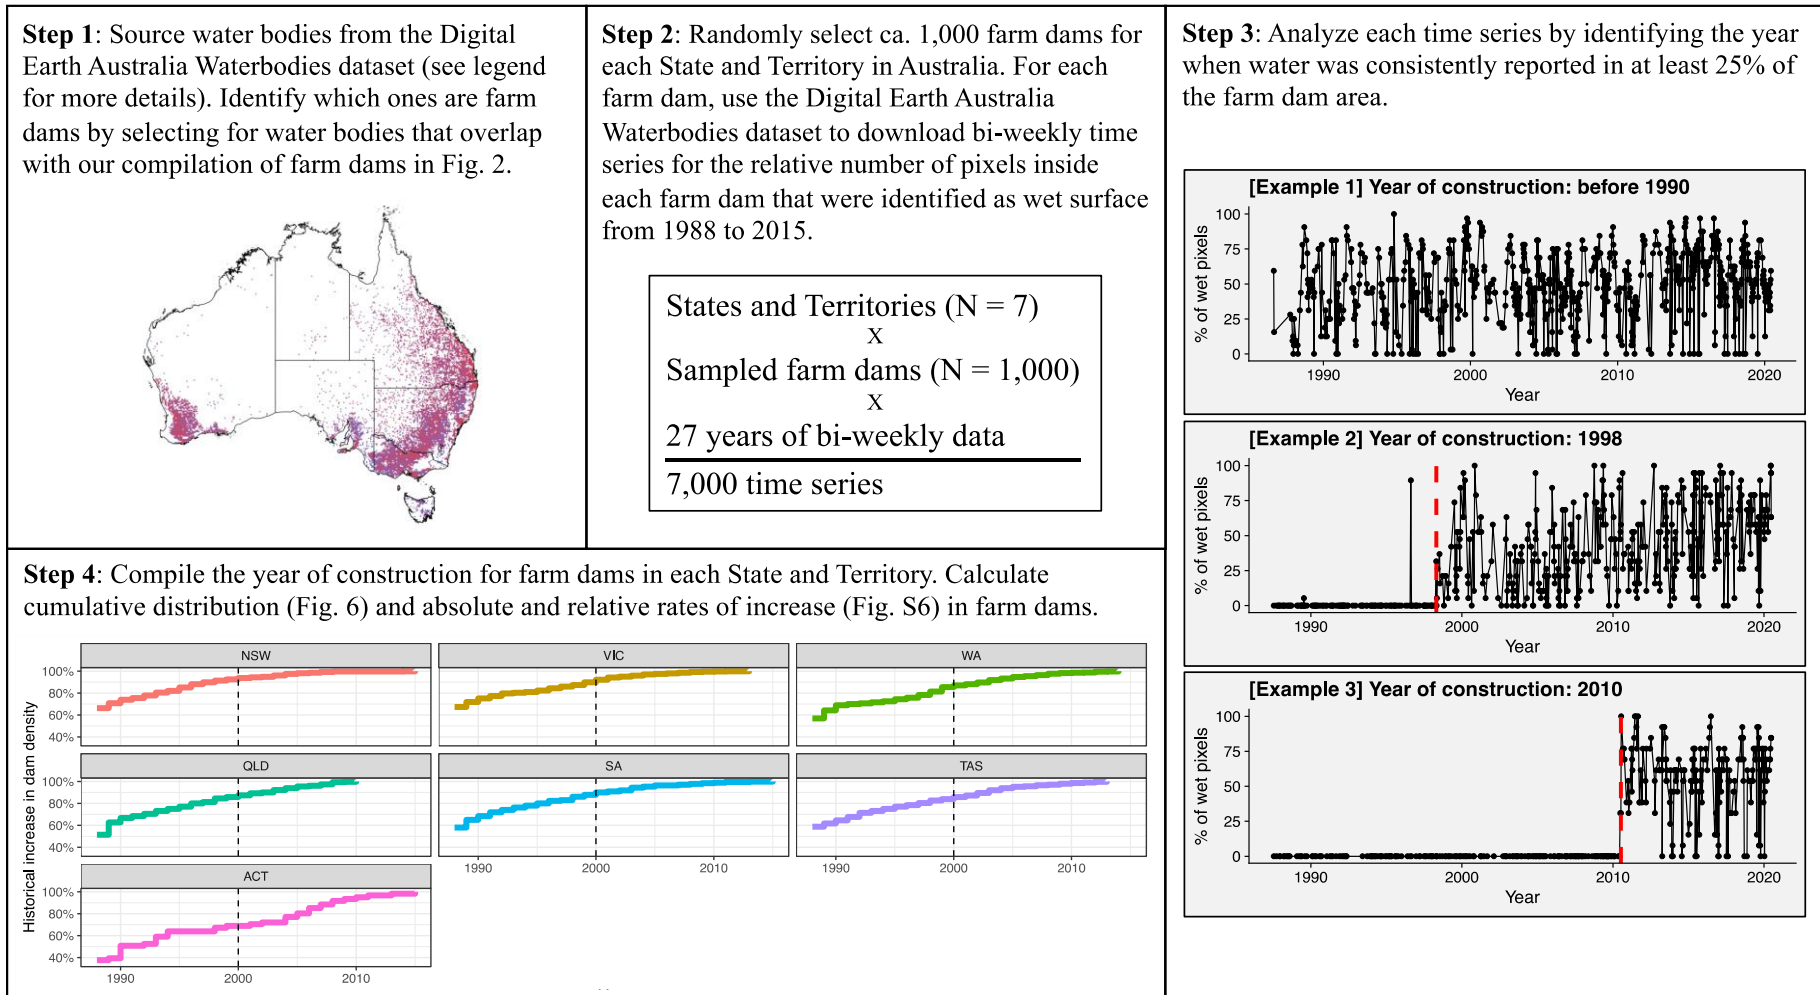 Step 1: Source water bodies from the Digital
Earth Australia Waterbodies dataset (see legend
for more details). Identify which ones are farm
dams by selecting for water bodies that overlap
with our compilation of farm dams in Fig. 2.
Step 2: Randomly select ca. 1,000 farm dams for
each State and Territory in Australia. For each
farm dam, use the Digital Earth Australia
Waterbodies dataset to download bi-weekly time
series for the relative number of pixels inside
each farm dam that were identified as wet surface
from 1988 to 2015.
States and Territories (N = 7)
X
Sampled farm dams (N = 1,000)
X
27 years of bi-weekly data
7,000 time series
Step 3: Analyze each time series by identifying the year
when water was consistently reported in at least 25% of
the farm dam area.
[Example 1] Year of construction: before 1990
% of wet pixels
100
75
50
25
0
1990 2000 2010 2020
Year
[Example 2] Year of construction: 1998
% of wet pixels
100
75
50
25
0
1990 2000 2010 2020
Year
[Example 3] Year of construction: 2010
% of wet pixels
100
75
50
25
0
1990 2000 2010 2020
Year
Step 4: Compile the year of construction for farm dams in each State and Territory. Calculate
cumulative distribution (Fig. 6) and absolute and relative rates of increase (Fig. S6) in farm dams.
Historical increase in dam density
NSW VIC WA
100%
80%
60%
40%
QLD SA TAS
100%
80%
60%
40%
1990 2000 2010 1990 2000 2010
ACT
100%
80%
60%
40%
1990 2000 2010